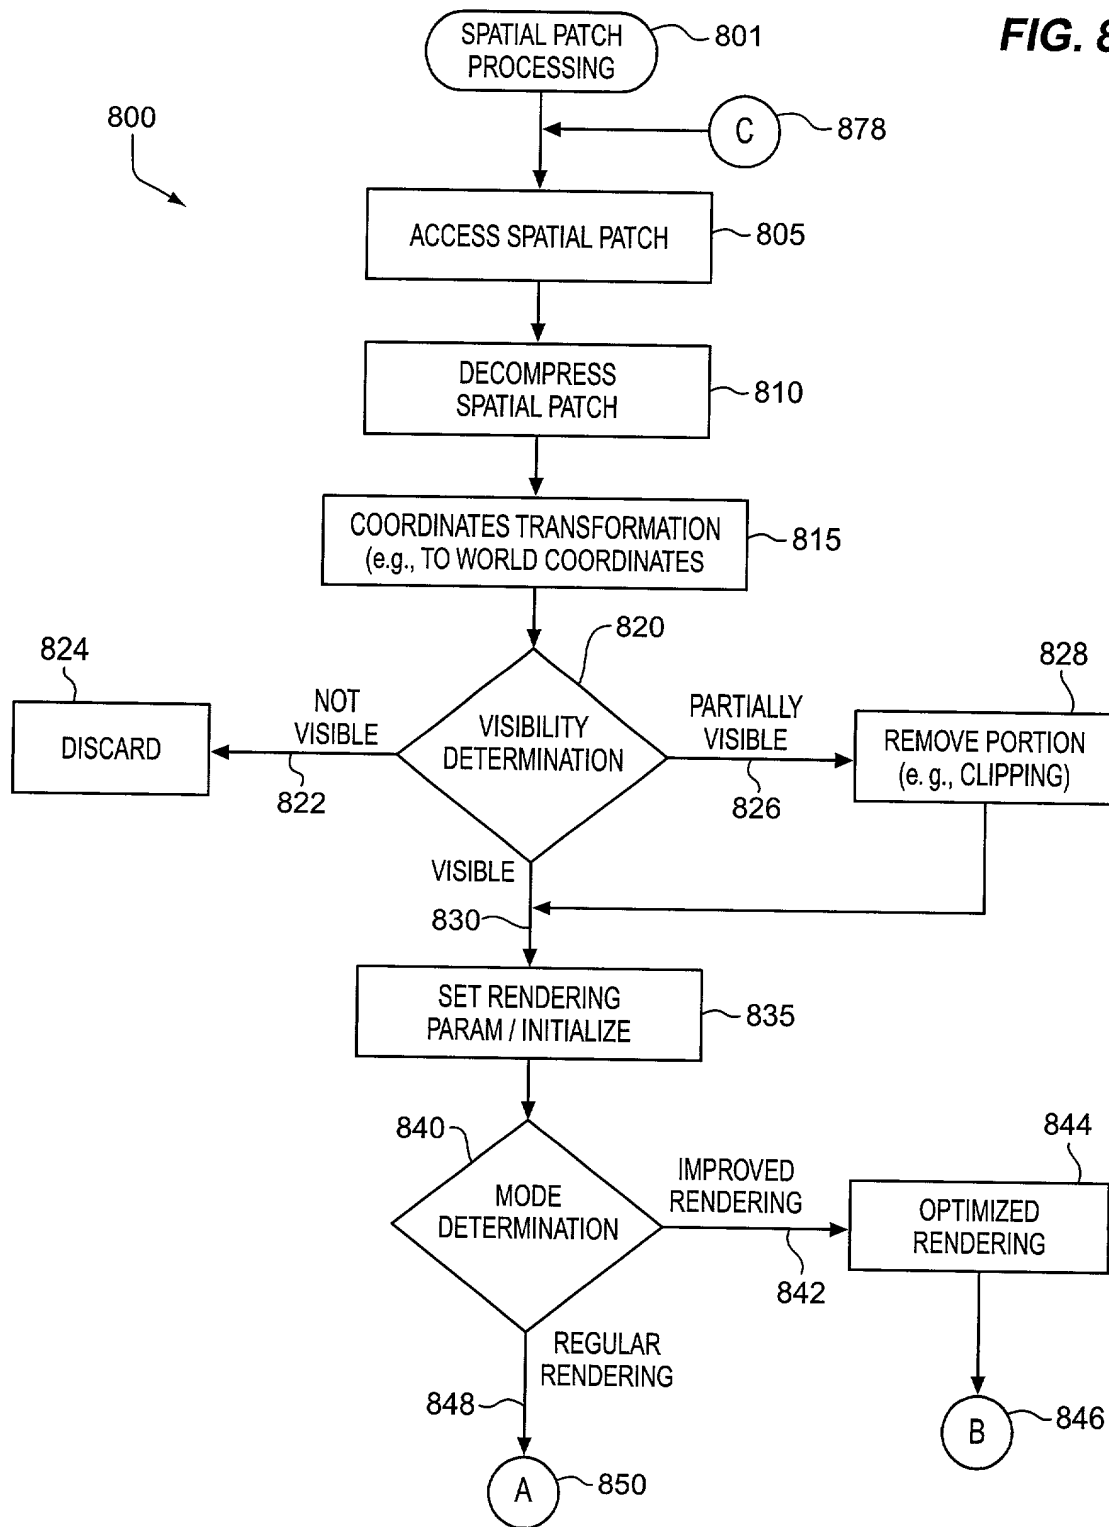 FIG. 8
SPATIAL PATCH
PROCESSING
801
800
C
878
ACCESS SPATIAL PATCH
805
DECOMPRESS
SPATIAL PATCH
810
COORDINATES TRANSFORMATION
(e.g., TO WORLD COORDINATES
815
820
824
828
DISCARD
NOT
VISIBLE
822
VISIBILITY
DETERMINATION
PARTIALLY
VISIBLE
826
REMOVE PORTION
(e. g., CLIPPING)
VISIBLE
830
SET RENDERING
PARAM / INITIALIZE
835
840
844
MODE
DETERMINATION
IMPROVED
RENDERING
842
OPTIMIZED
RENDERING
REGULAR
RENDERING
848
B
846
A
850